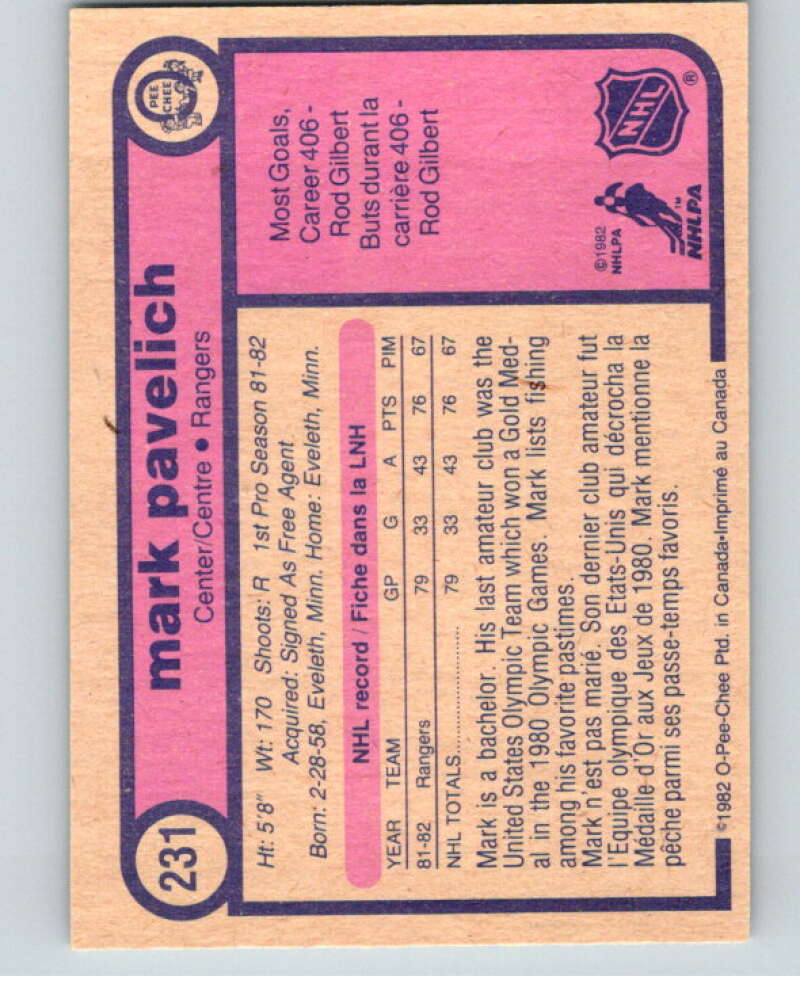 231
mark pavelich
Center/Centre • Rangers
O
PEE
CHEE
Ht: 5'8" Wt: 170 Shoots: R 1st Pro Season 81-82
Acquired: Signed As Free Agent
Born: 2-28-58, Eveleth, Minn. Home: Eveleth, Minn.
NHL record / Fiche dans la LNH
YEAR TEAM GP G A PTS PIM
81-82 Rangers 79 33 43 76 67
NHL TOTALS.......................... 79 33 43 76 67
Mark is a bachelor. His last amateur club was the
United States Olympic Team which won a Gold Med-
al in the 1980 Olympic Games. Mark lists fishing
among his favorite pastimes.
Mark n'est pas marié. Son dernier club amateur fut
l'Equipe olympique des Etats-Unis qui décrocha la
Médaille d'Or aux Jeux de 1980. Mark mentionne la
pêche parmi ses passe-temps favoris.
©1982 O-Pee-Chee Ptd. in Canada-Imprimé au Canada
Most Goals,
Career 406 -
Rod Gilbert
Buts durant la
carrière 406 -
Rod Gilbert
©1982
NHLPA
NHLPA™
NHL®